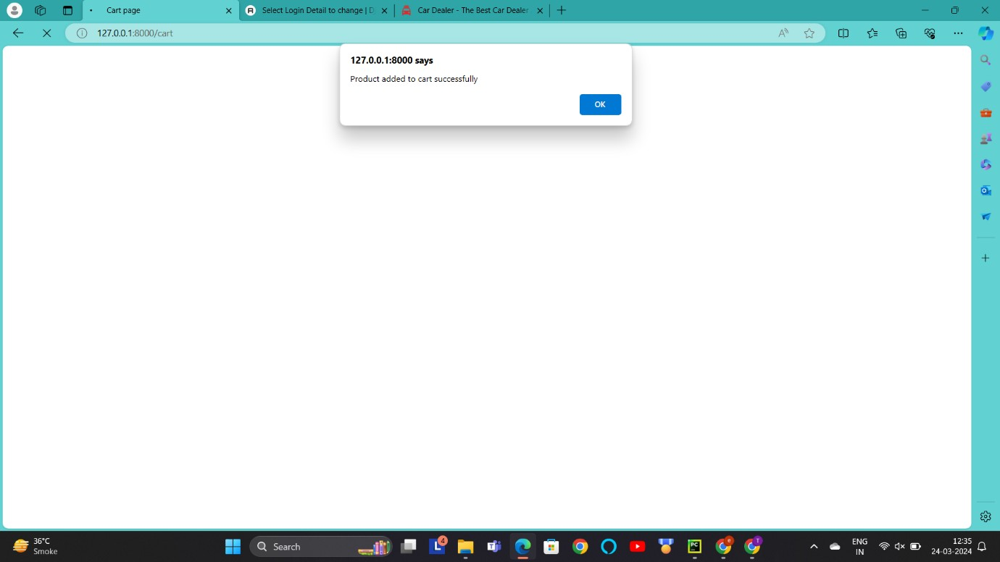 Cart page
Select Login Detail to change | D
Car Dealer - The Best Car Dealer
127.0.0.1:8000/cart
127.0.0.1:8000 says
Product added to cart successfully
OK
36°C
Smoke
Search
4
PC
e
T
ENG
IN
12:35
24-03-2024